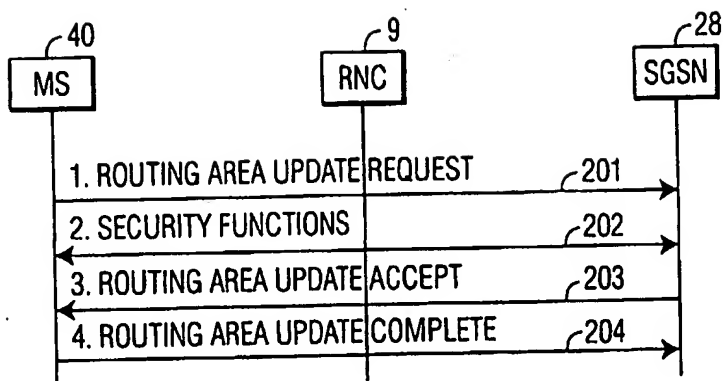 40
9
28
MS
RNC
SGSN
1. ROUTING AREA UPDATE REQUEST
201
2. SECURITY FUNCTIONS
202
3. ROUTING AREA UPDATE ACCEPT
203
4. ROUTING AREA UPDATE COMPLETE
204